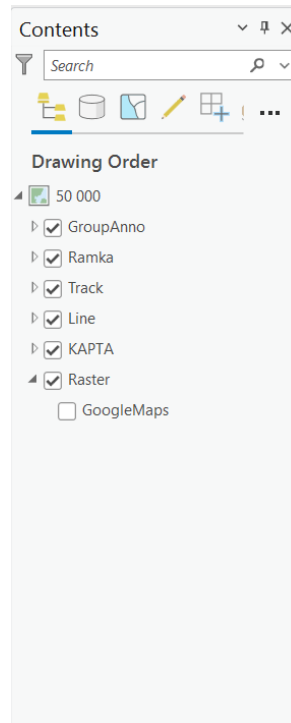 Contents
Search
Drawing Order
50 000
GroupAnno
Ramka
Track
Line
KAPTA
Raster
GoogleMaps